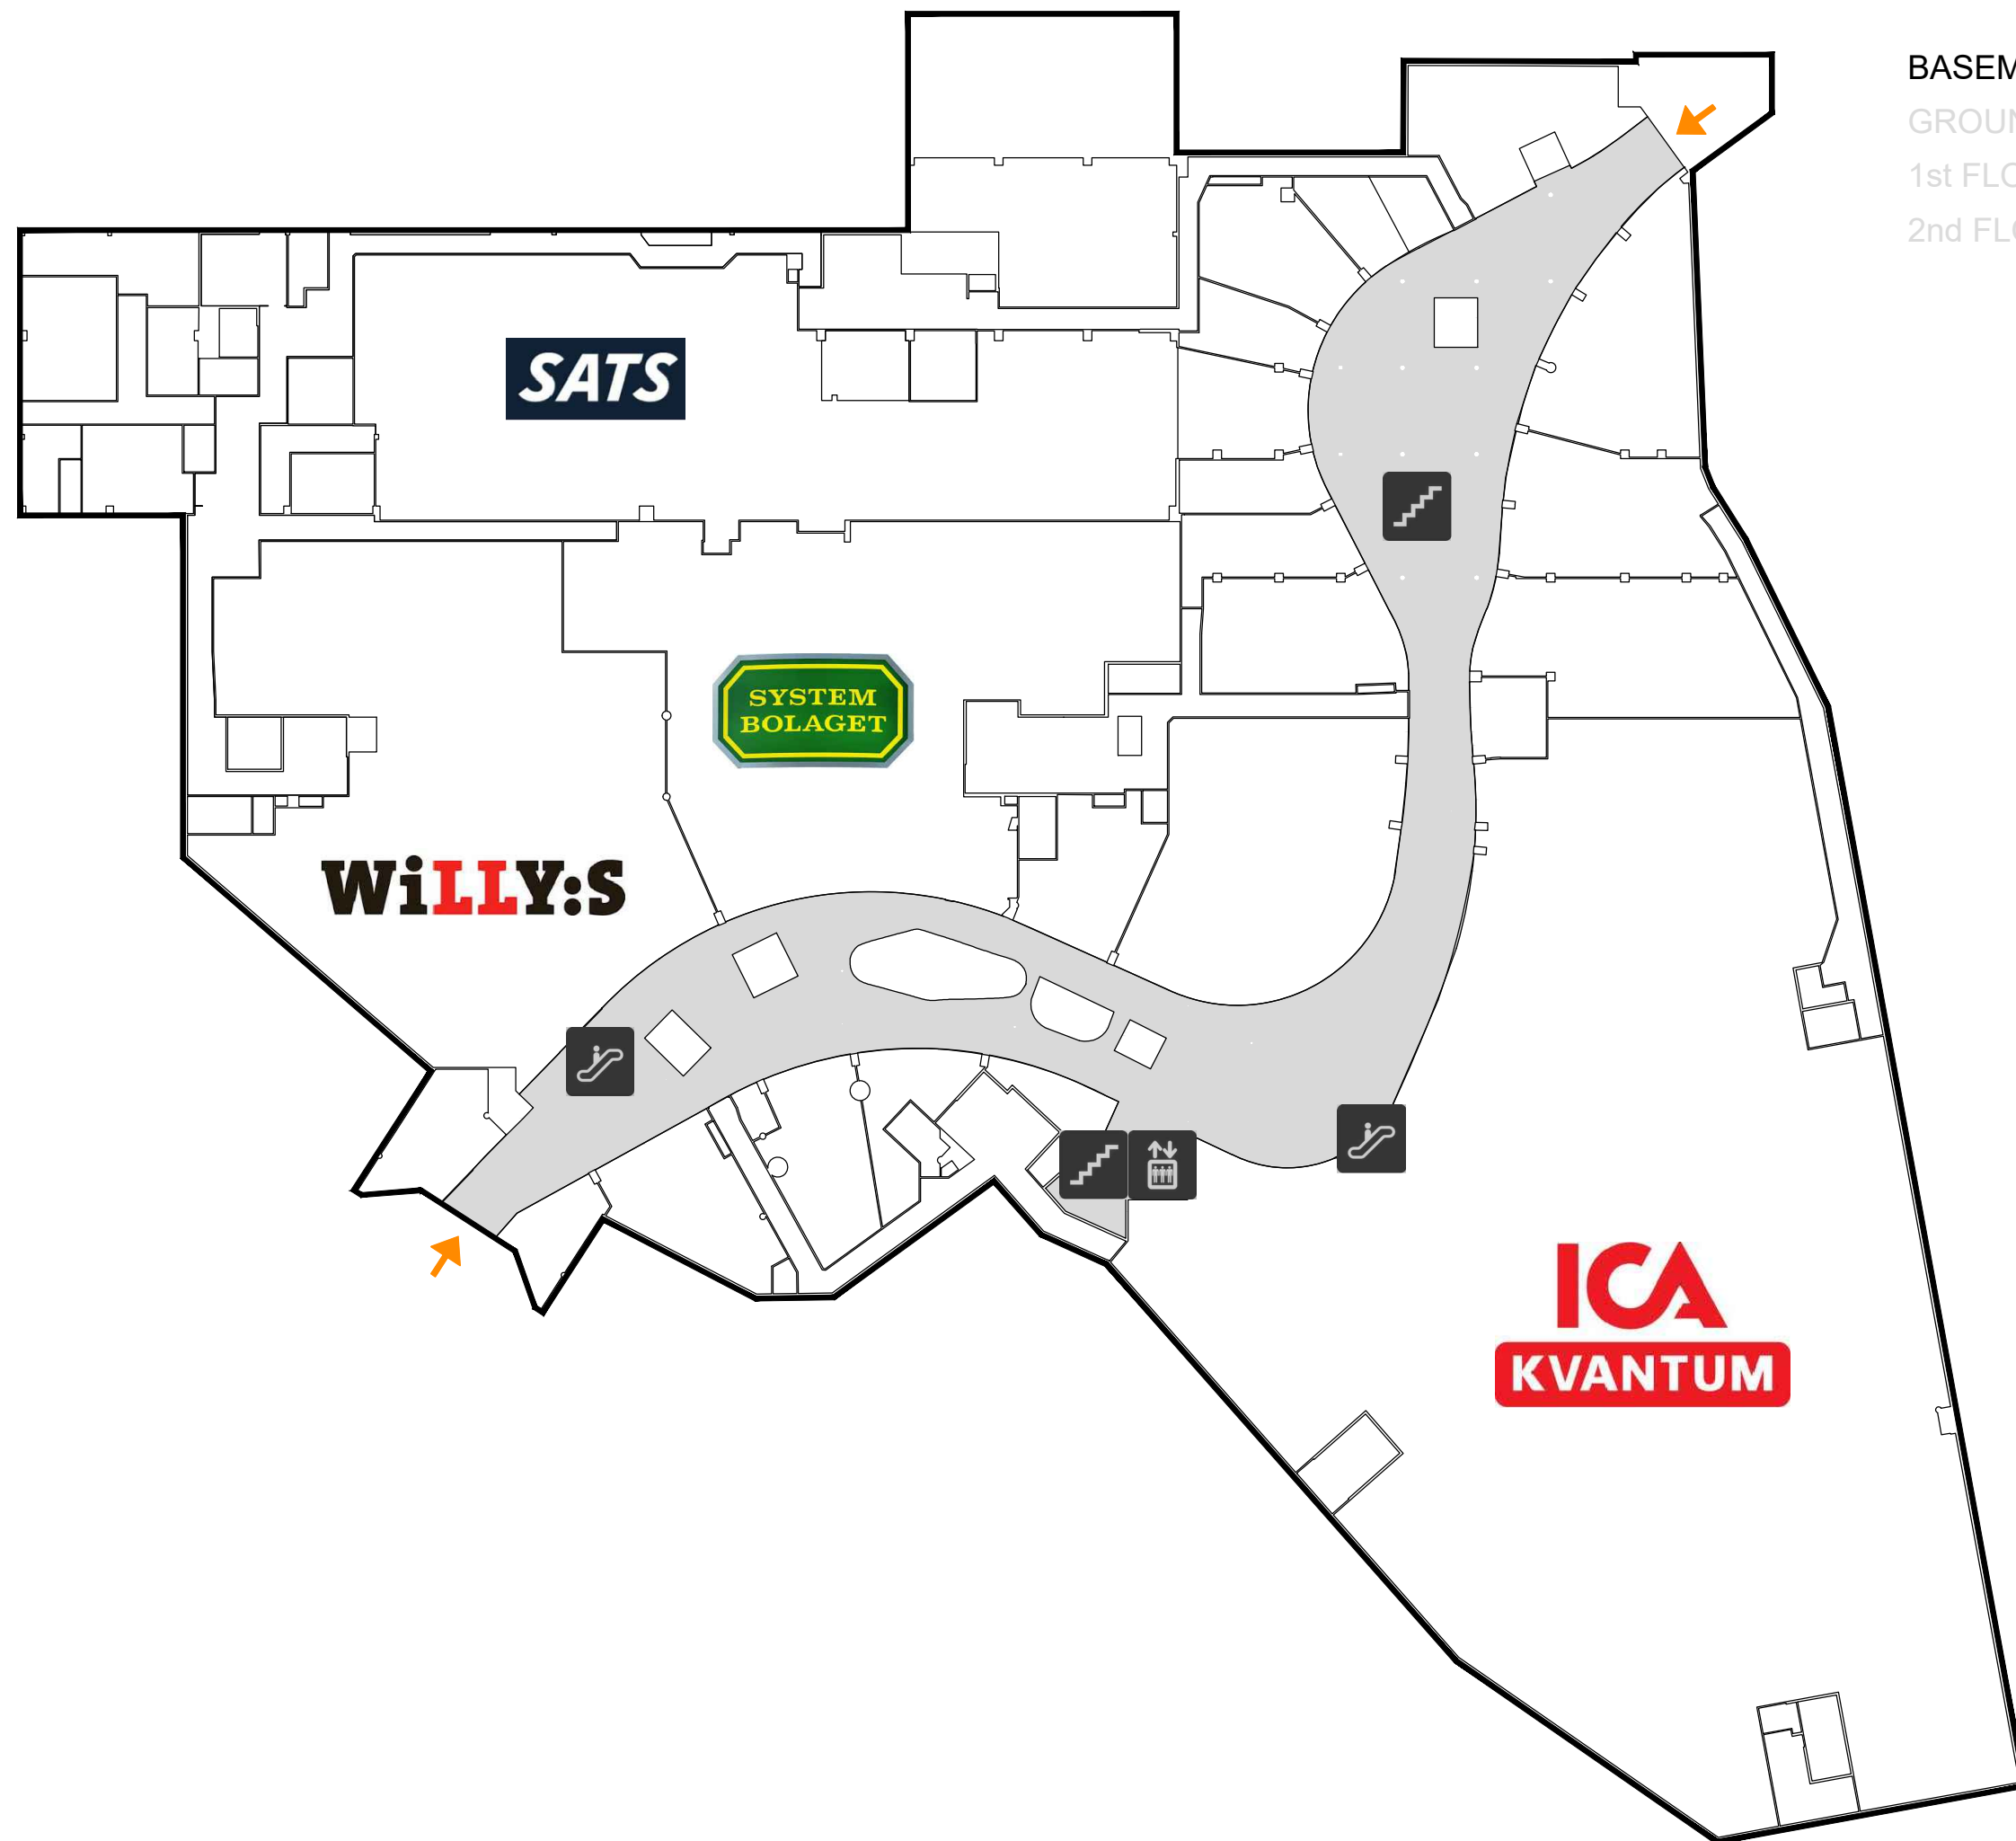 BASEM
GROUN
1st FLO
2nd FLO
SATS
SYSTEM
BOLAGET
WiLLY:S
ICA
KVANTUM